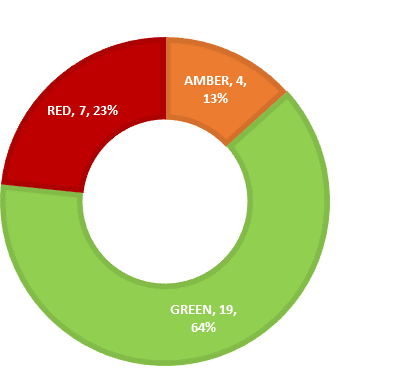 AMBER, 4,
13%
RED, 7, 23%
GREEN, 19,
64%